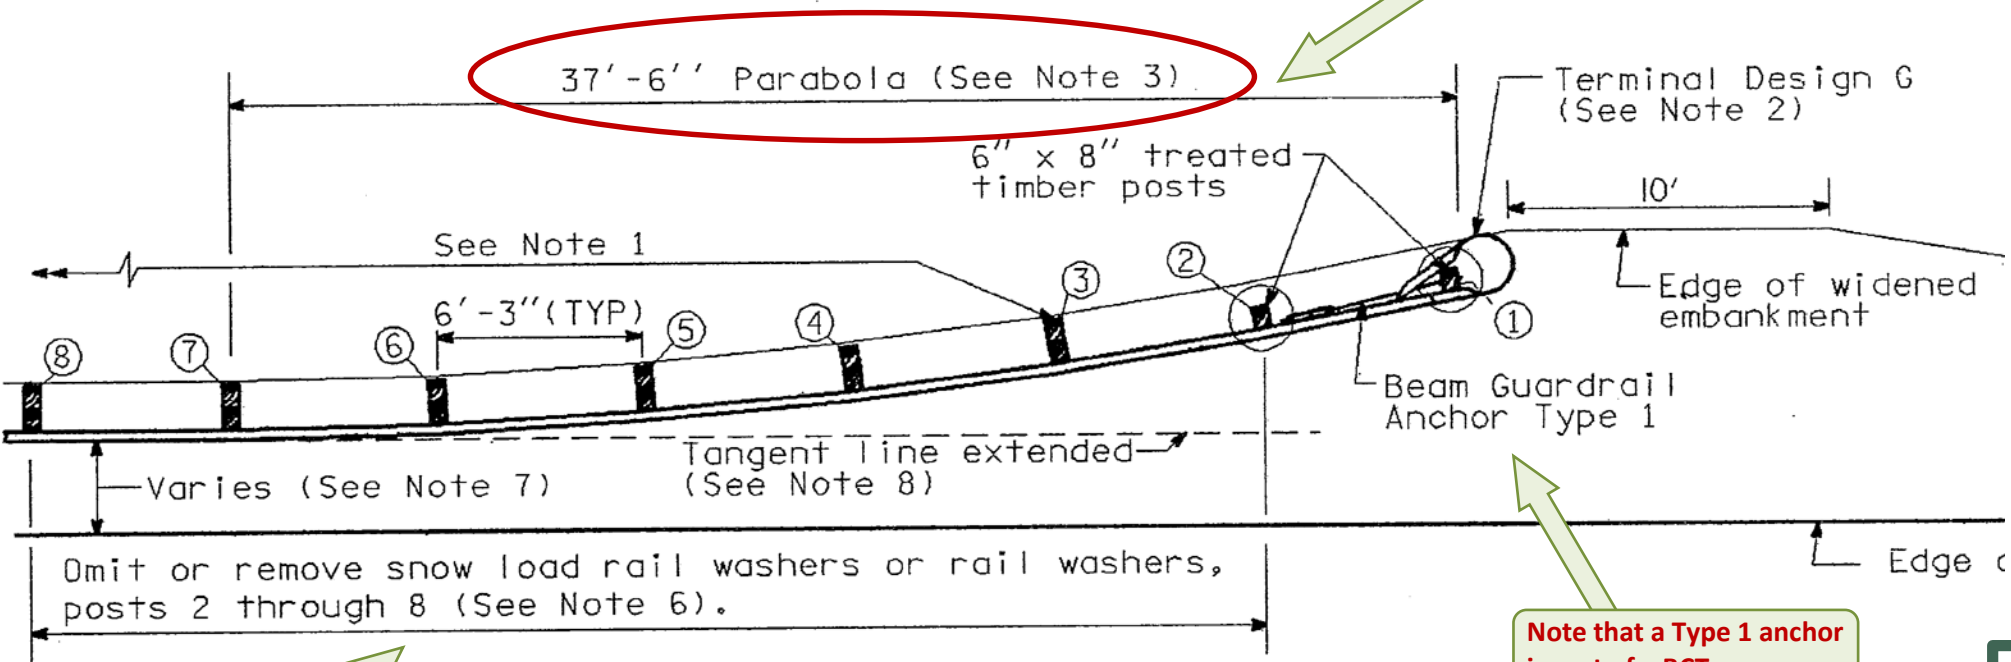 37'-6'' Parabola (See Note 3)
Terminal Design G
(See Note 2)
6" x 8" treated
timber posts
10'
See Note 1
6'-3"(TYP)
8
7
6
5
4
3
2
1
Edge of widened
embankment
Beam Guardrail
Anchor Type 1
Tangent line extended
(See Note 8)
Varies (See Note 7)
Edge
Omit or remove snow load rail washers or rail washers,
posts 2 through 8 (See Note 6).
Note that a Type 1 anchor